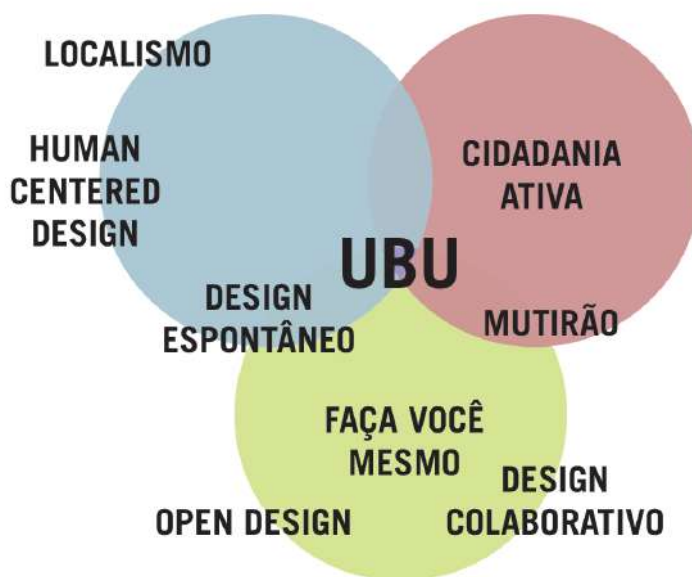 LOCALISMO
HUMAN
CENTERED
DESIGN
CIDADANIA
ATIVA
UBU
DESIGN
ESPONTÂNEO
MUTIRÃO
FAÇA VOCÊ
MESMO
DESIGN
COLABORATIVO
OPEN DESIGN